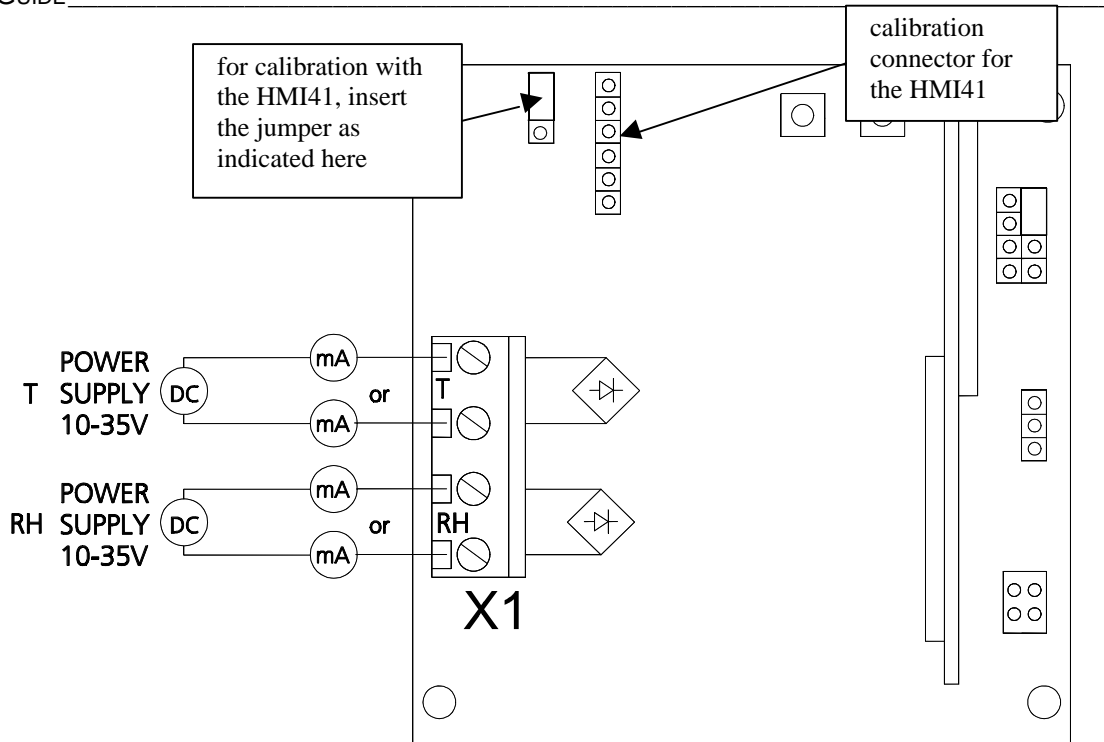 GUIDE
for calibration with
the HMI41, insert
the jumper as
indicated here
calibration
connector for
the HMI41
POWER
T SUPPLY DC
10-35V
mA
or
mA
T
POWER
RH SUPPLY DC
10-35V
mA
or
mA
RH
X1